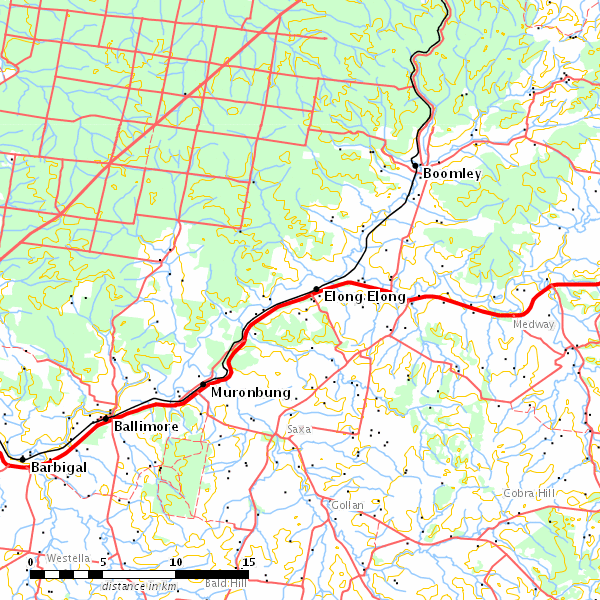 Boomley
Elong Elong
Medway
Muronbung
Ballimore
Saxa
Barbigal
Cobra Hill
Gollan
Westella
0 5 10 15
distance in km
Bald Hill